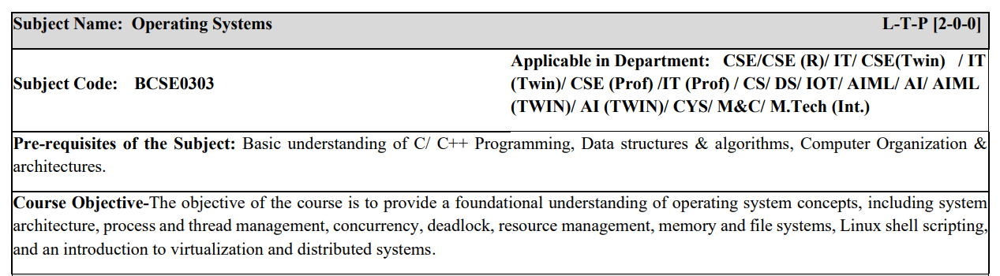 Subject Name: Operating Systems L-T-P [2-0-0]
Applicable in Department: CSE/CSE (R)/ IT/ CSE(Twin) / IT
Subject Code: BCSE0303 (Twin)/ CSE (Prof) /IT (Prof) / CS/ DS/ IOT/ AIML/ AI/ AIML
(TWIN)/ AI (TWIN)/ CYS/ M&C/ M.Tech (Int.)
Pre-requisites of the Subject: Basic understanding of C/ C++ Programming, Data structures & algorithms, Computer Organization &
architectures.
Course Objective-The objective of the course is to provide a foundational understanding of operating system concepts, including system
architecture, process and thread management, concurrency, deadlock, resource management, memory and file systems, Linux shell scripting,
and an introduction to virtualization and distributed systems.